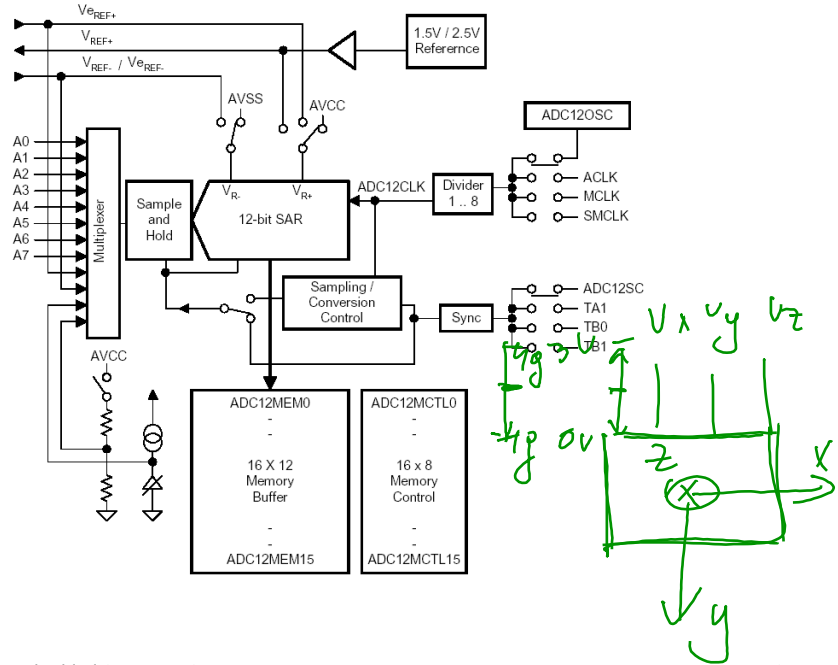 VeREF+
VREF+
1.5V / 2.5V
Referernce
VREF- / VeREF-
AVSS
AVCC
ADC12OSC
A0
A1
A2
A3
A4
A5
A6
A7
Multiplexer
Sample
and
Hold
VR-
VR+
12-bit SAR
ADC12CLK
Divider
1 .. 8
ACLK
MCLK
SMCLK
Sampling /
Conversion
Control
Sync
ADC12SC
TA1
TB0
TB1
AVCC
ADC12MEM0
-
-
16 X 12
Memory
Buffer
-
-
ADC12MEM15
ADC12MCTL0
-
-
16 x 8
Memory
Control
-
-
ADC12MCTL15
Vx Vy Vz
4g 3V
-4g 0V
Z
X
y